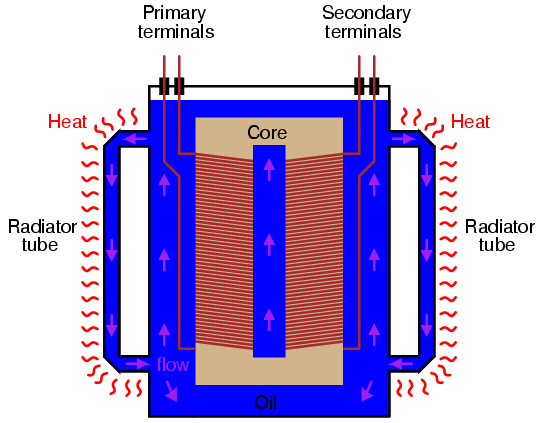 Primary
terminals
Secondary
terminals
Heat
Heat
Core
Radiator
tube
Radiator
tube
flow
Oil